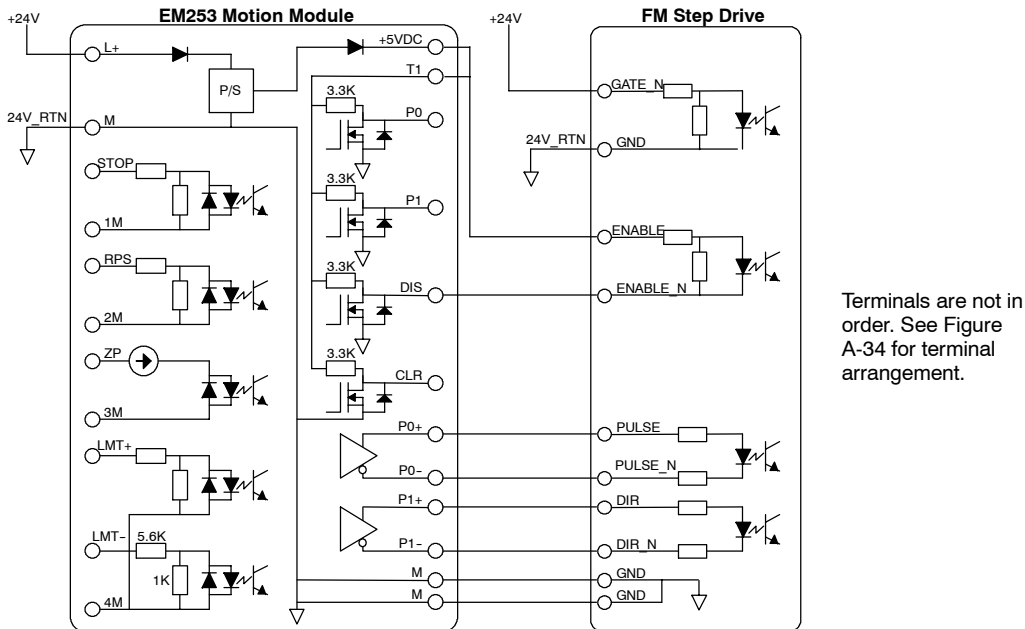 EM253 Motion Module
FM Step Drive
+24V
L+
P/S
24V_RTN
M
STOP
1M
RPS
2M
ZP
3M
LMT+
LMT-
5.6K
1K
4M
+5VDC
T1
3.3K
P0
3.3K
P1
3.3K
DIS
3.3K
CLR
P0+
P0-
P1+
P1-
M
M
+24V
GATE_N
24V_RTN
GND
ENABLE
ENABLE_N
PULSE
PULSE_N
DIR
DIR_N
GND
GND
Terminals are not in
order. See Figure
A-34 for terminal
arrangement.